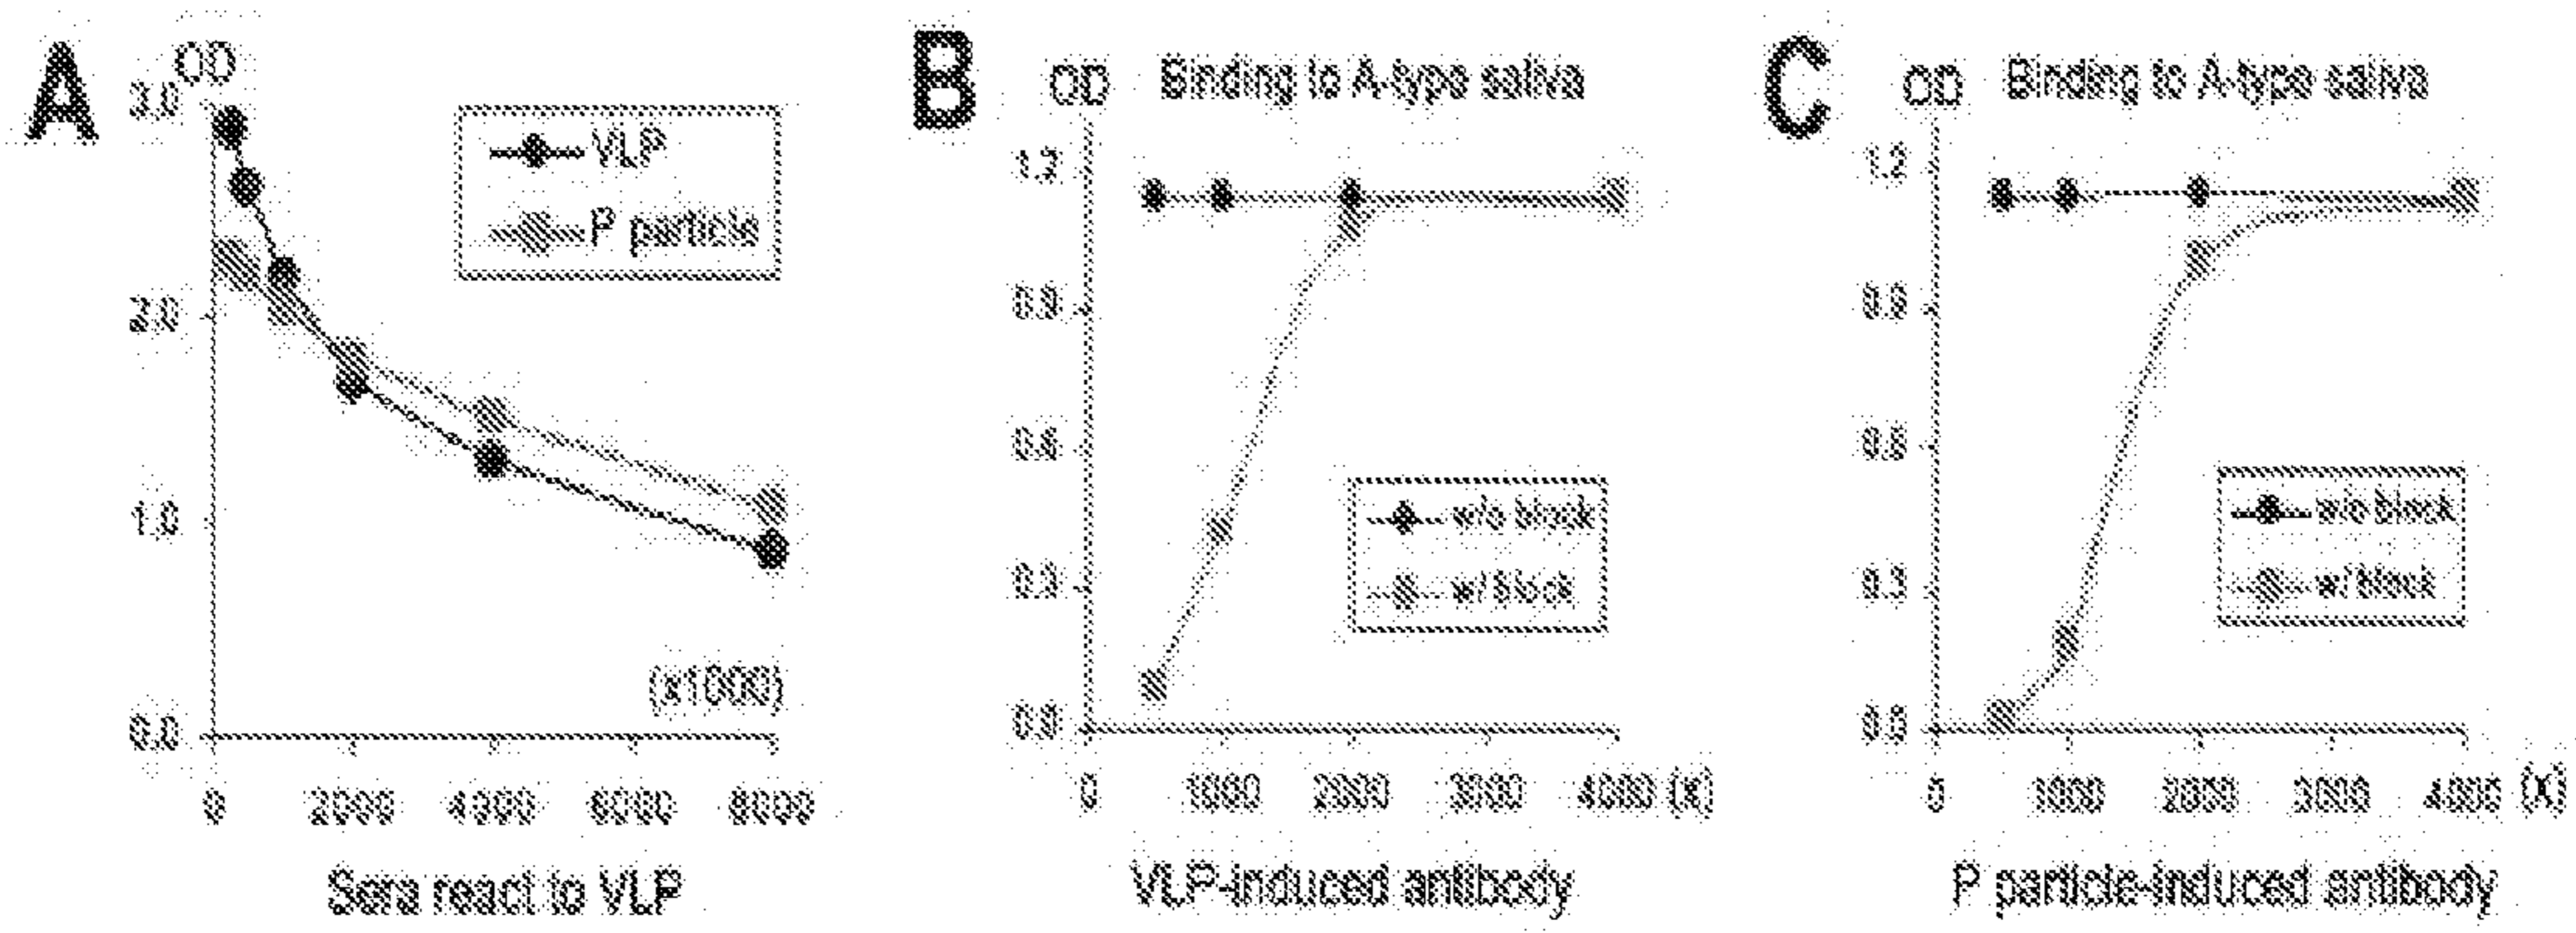 A
OD
3.0
2.0
1.0
0.0
VLP
P particle
(x1000)
0 2000 4000 6000 8000
Sera react to VLP
B
OD Binding to A-type saliva
1.2
0.9
0.6
0.3
0.0
w/o block
w/ block
0 1000 2000 3000 4000 (x)
VLP-induced antibody
C
OD Binding to A-type saliva
1.2
0.9
0.6
0.3
0.0
w/o block
w/ block
0 1000 2000 3000 4000 (x)
P particle-induced antibody